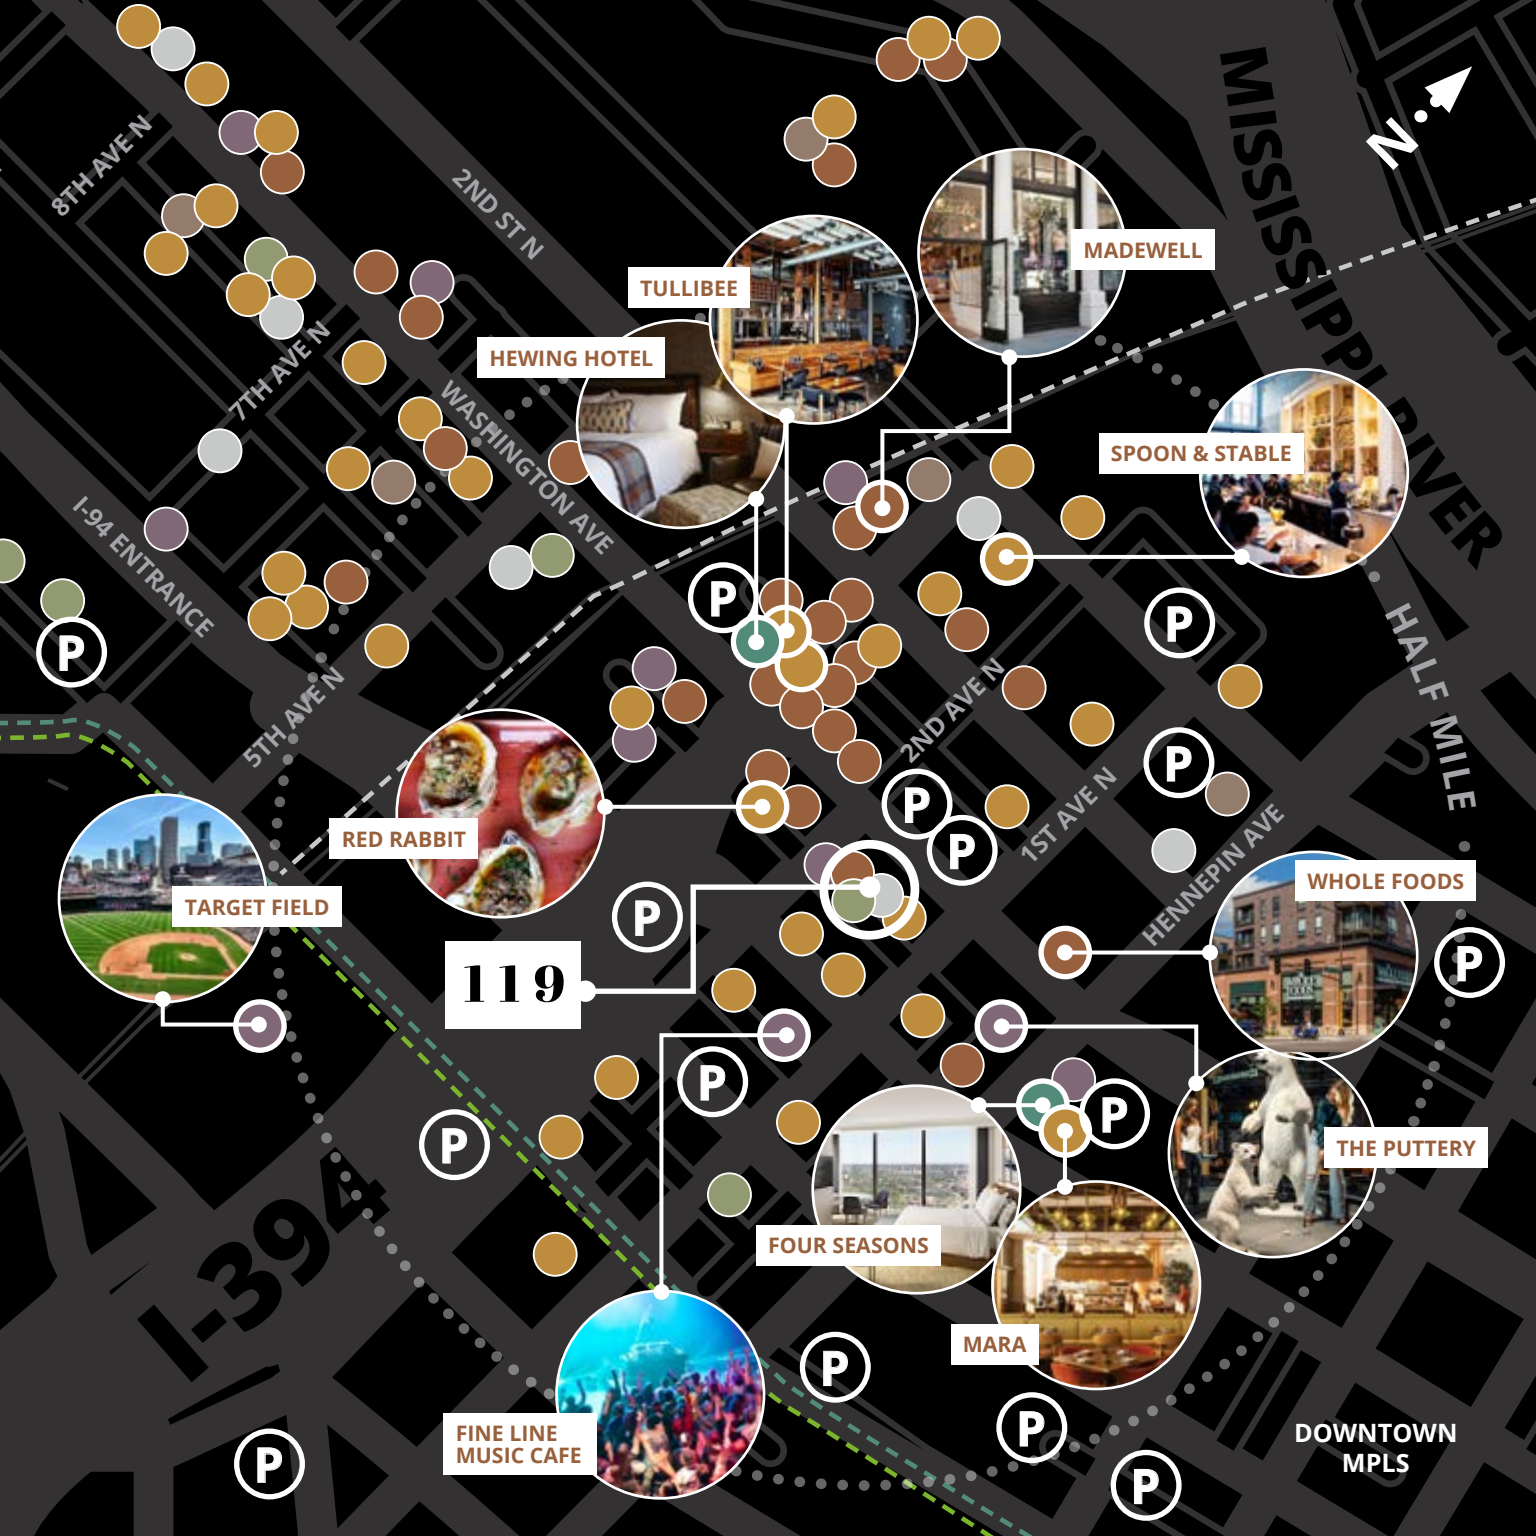 MISSISSIPPI RIVER
N
8TH AVE N
2ND ST N
MADEWELL
TULLIBEE
HEWING HOTEL
7TH AVE N
WASHINGTON AVE
SPOON & STABLE
I-94 ENTRANCE
P
P
P
HALF MILE
5TH AVE N
2ND AVE N
P
P
P
1ST AVE N
RED RABBIT
HENNEPIN AVE
WHOLE FOODS
TARGET FIELD
P
P
119
P
P
P
THE PUTTERY
I-394
FOUR SEASONS
MARA
P
FINE LINE
MUSIC CAFE
P
DOWNTOWN
MPLS
P
P